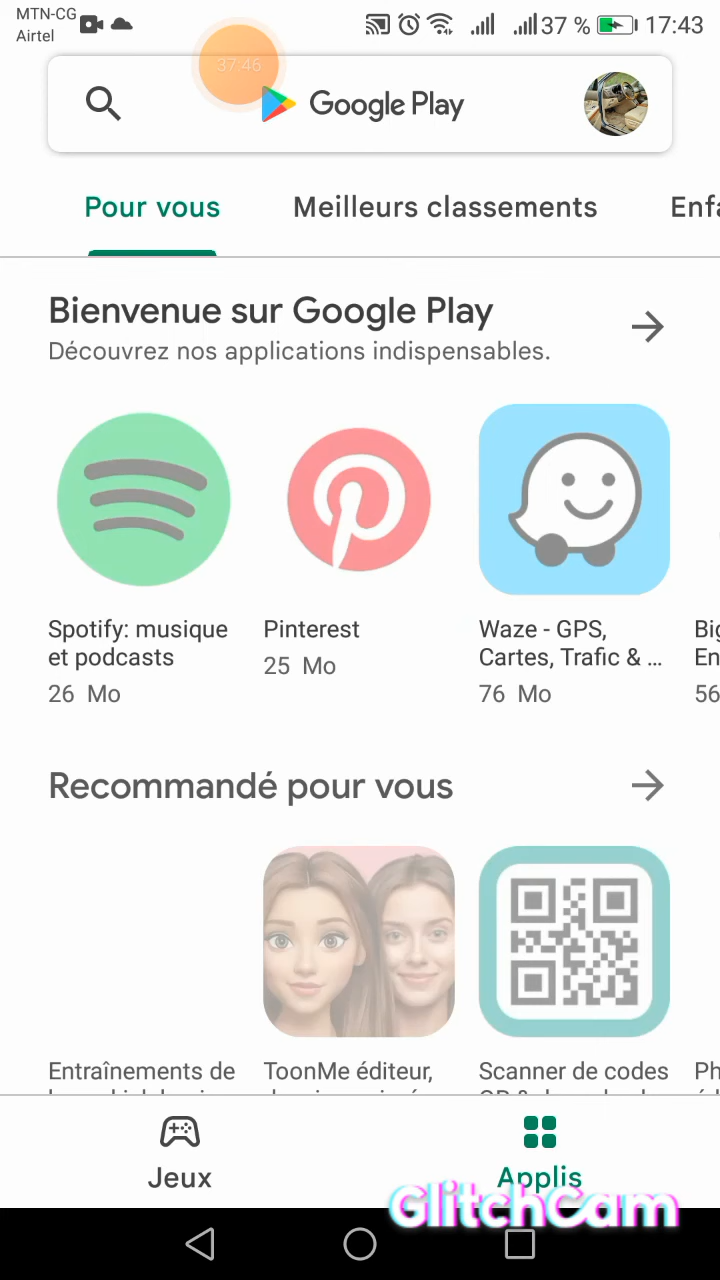 MTN-CG
Airtel
37 %
17:43
37:46
Google Play
Pour vous
Meilleurs classements
Enfa
Bienvenue sur Google Play
Découvrez nos applications indispensables.
Spotify: musique
et podcasts
26 Mo
Pinterest
25 Mo
Waze - GPS,
Cartes, Trafic & ...
76 Mo
Big
En
56
Recommandé pour vous
Entraînements de
ToonMe éditeur,
Scanner de codes
Ph
Jeux
Applis
GlitchCam